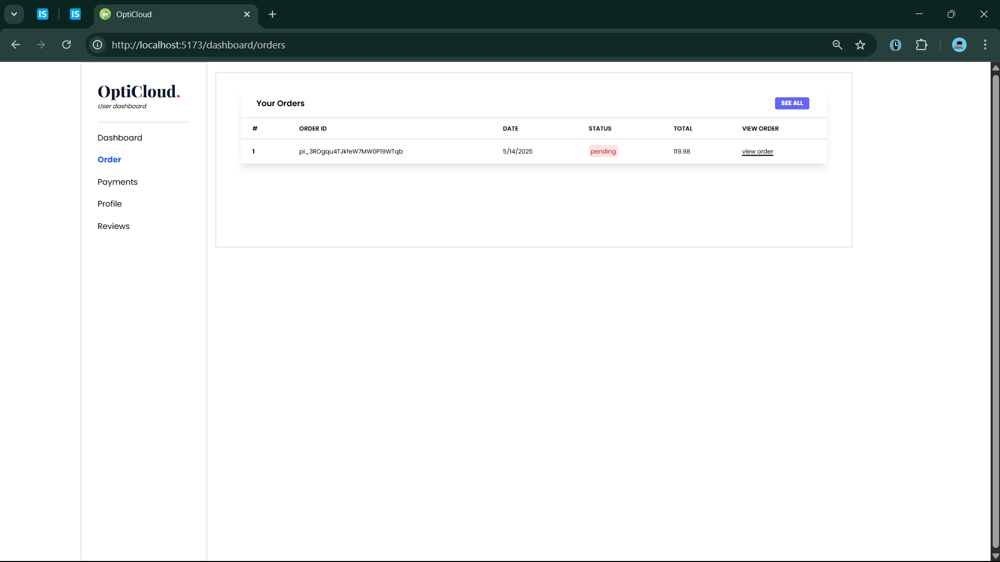 IS
IS
OptiCloud
http://localhost:5173/dashboard/orders
OptiCloud.
User dashboard
Dashboard
Order
Payments
Profile
Reviews
Your Orders
SEE ALL
# ORDER ID DATE STATUS TOTAL VIEW ORDER
1 pi_3ROgqu4TJkfeW7MW0P19WTqb 5/14/2025 pending 119.98 view order